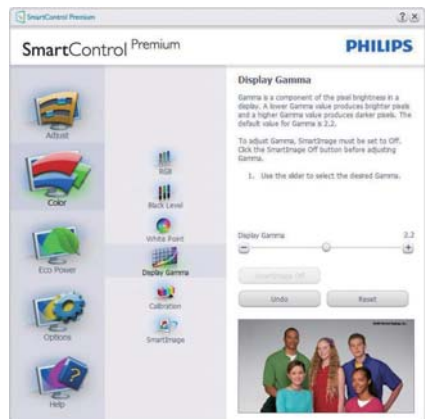 SmartControl Premium
SmartControl Premium
PHILIPS
Adjust
Color
Eco Power
Options
Help
RGB
Black Level
White Point
Display Gamma
Calibration
SmartImage
Display Gamma
Gamma is a component of the pixel brightness in a
display. A lower Gamma value produces brighter pixels
and a higher Gamma value produces darker pixels. The
default value for Gamma is 2.2.
To adjust Gamma, SmartImage must be set to Off.
Click the SmartImage Off button before adjusting
Gamma.
1. Use the slider to select the desired Gamma.
Display Gamma 2.2
SmartImage Off
Undo Reset